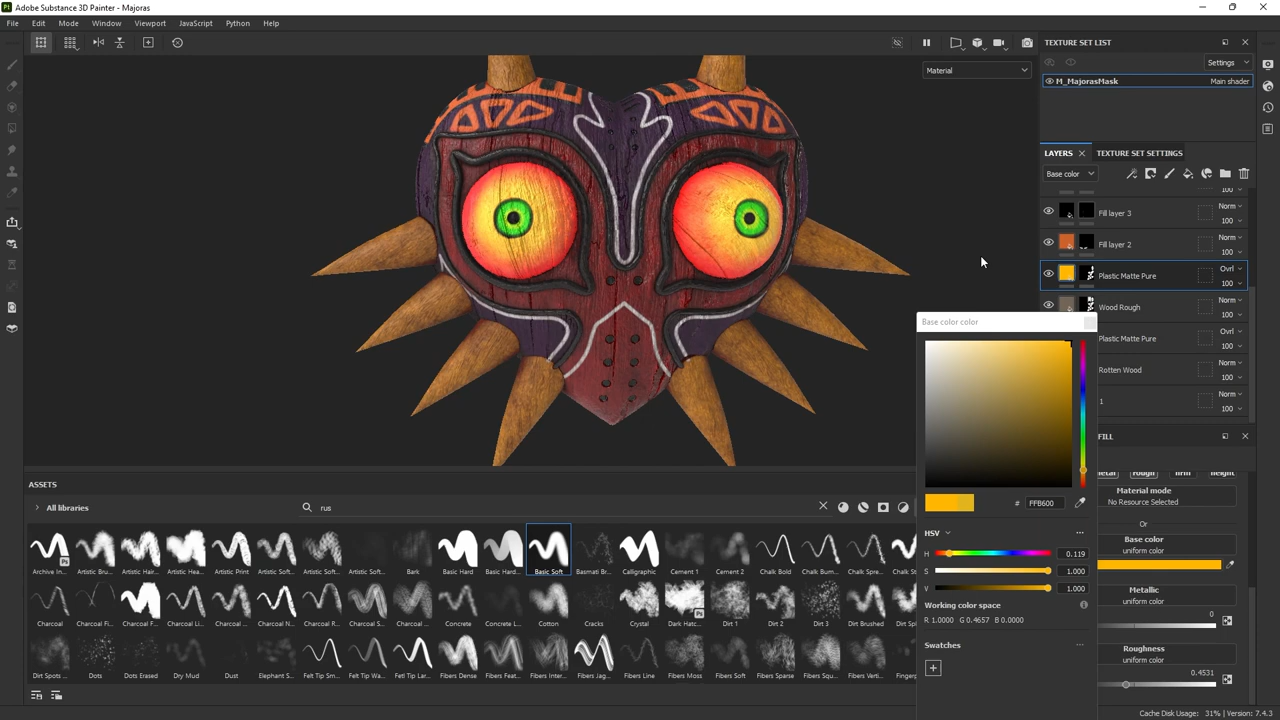 Adobe Substance 3D Painter - Majoras
File Edit Mode Window Viewport JavaScript Python Help
Material
TEXTURE SET LIST
Settings
M_MajorasMask Main shader
LAYERS TEXTURE SET SETTINGS
Base color
100
Fill layer 3 Norm
100
Fill layer 2 Norm
100
Plastic Matte Pure Ovrl
100
Wood Rough Norm
100
Plastic Matte Pure Ovrl
100
Rotten Wood Norm
100
1 Norm
100
FILL
Base color color
# FFB600
HSV
H 0.119
S 1.000
V 1.000
Working color space
R 1.0000 G 0.4657 B 0.0000
Swatches
metal rough nrm height
Material mode
No Resource Selected
Or
Base color
uniform color
Metallic
uniform color
0
Roughness
uniform color
0.4531
ASSETS
All libraries rus
Archive In... Artistic Bru... Artistic Hair... Artistic Hea... Artistic Print Artistic Soft... Artistic Soft... Artistic Soft... Bark Basic Hard Basic Hard... Basic Soft Basmati Br... Calligraphic Cement 1 Cement 2 Chalk Bold Chalk Bum... Chalk Spre... Chalk St
Charcoal Charcoal Fi... Charcoal F... Charcoal Li... Charcoal ... Charcoal N... Charcoal R... Charcoal ... Charcoal ... Concrete Concrete L... Cotton Cracks Crystal Dark Hatc... Dirt 1 Dirt 2 Dirt 3 Dirt Brushed Dirt Spl
Dirt Spots ... Dots Dots Erased Dry Mud Dust Elephant S... Felt Tip Sm... Felt Tip Wa... Fetl Tip Lar... Fibers Dense Fibers Feat... Fibers Inter... Fibers Jag... Fibers Line Fibers Moss Fibers Soft Fibers Spar... Fibers Squ... Fibers Verti... Finger
Cache Disk Usage: 31% | Version: 7.4.3